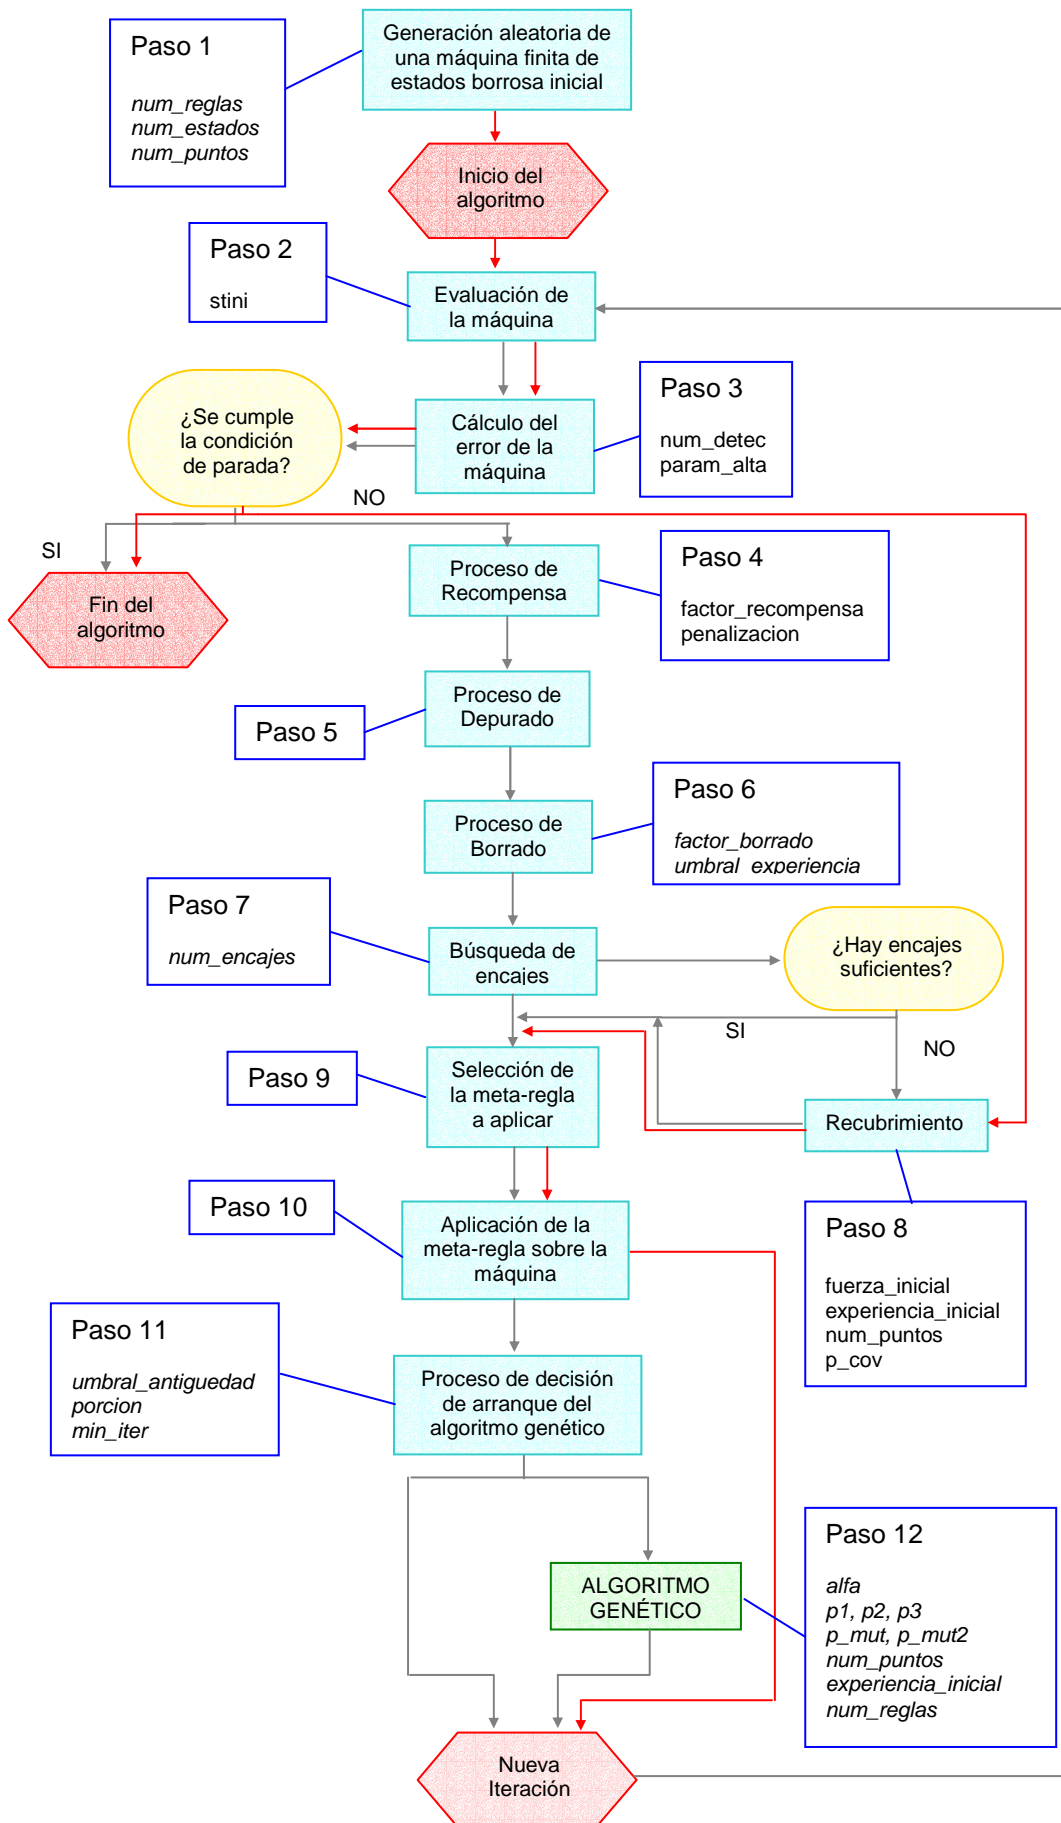 Paso 1
num_reglas
num_estados
num_puntos
Generación aleatoria de
una máquina finita de
estados borrosa inicial
Inicio del
algoritmo
Paso 2
stini
Evaluación de
la máquina
Paso 3
num_detec
param_alta
¿Se cumple
la condición
de parada?
Cálculo del
error de la
máquina
NO
SI
Fin del
algoritmo
Proceso de
Recompensa
Paso 4
factor_recompensa
penalizacion
Paso 5
Proceso de
Depurado
Paso 6
factor_borrado
umbral_experiencia
Proceso de
Borrado
Paso 7
num_encajes
Búsqueda de
encajes
¿Hay encajes
suficientes?
SI
NO
Paso 9
Selección de
la meta-regla
a aplicar
Recubrimiento
Paso 10
Aplicación de la
meta-regla sobre la
máquina
Paso 8
fuerza_inicial
experiencia_inicial
num_puntos
p_cov
Paso 11
umbral_antiguedad
porcion
min_iter
Proceso de decisión
de arranque del
algoritmo genético
Paso 12
alfa
p1, p2, p3
p_mut, p_mut2
num_puntos
experiencia_inicial
num_reglas
ALGORITMO
GENÉTICO
Nueva
Iteración